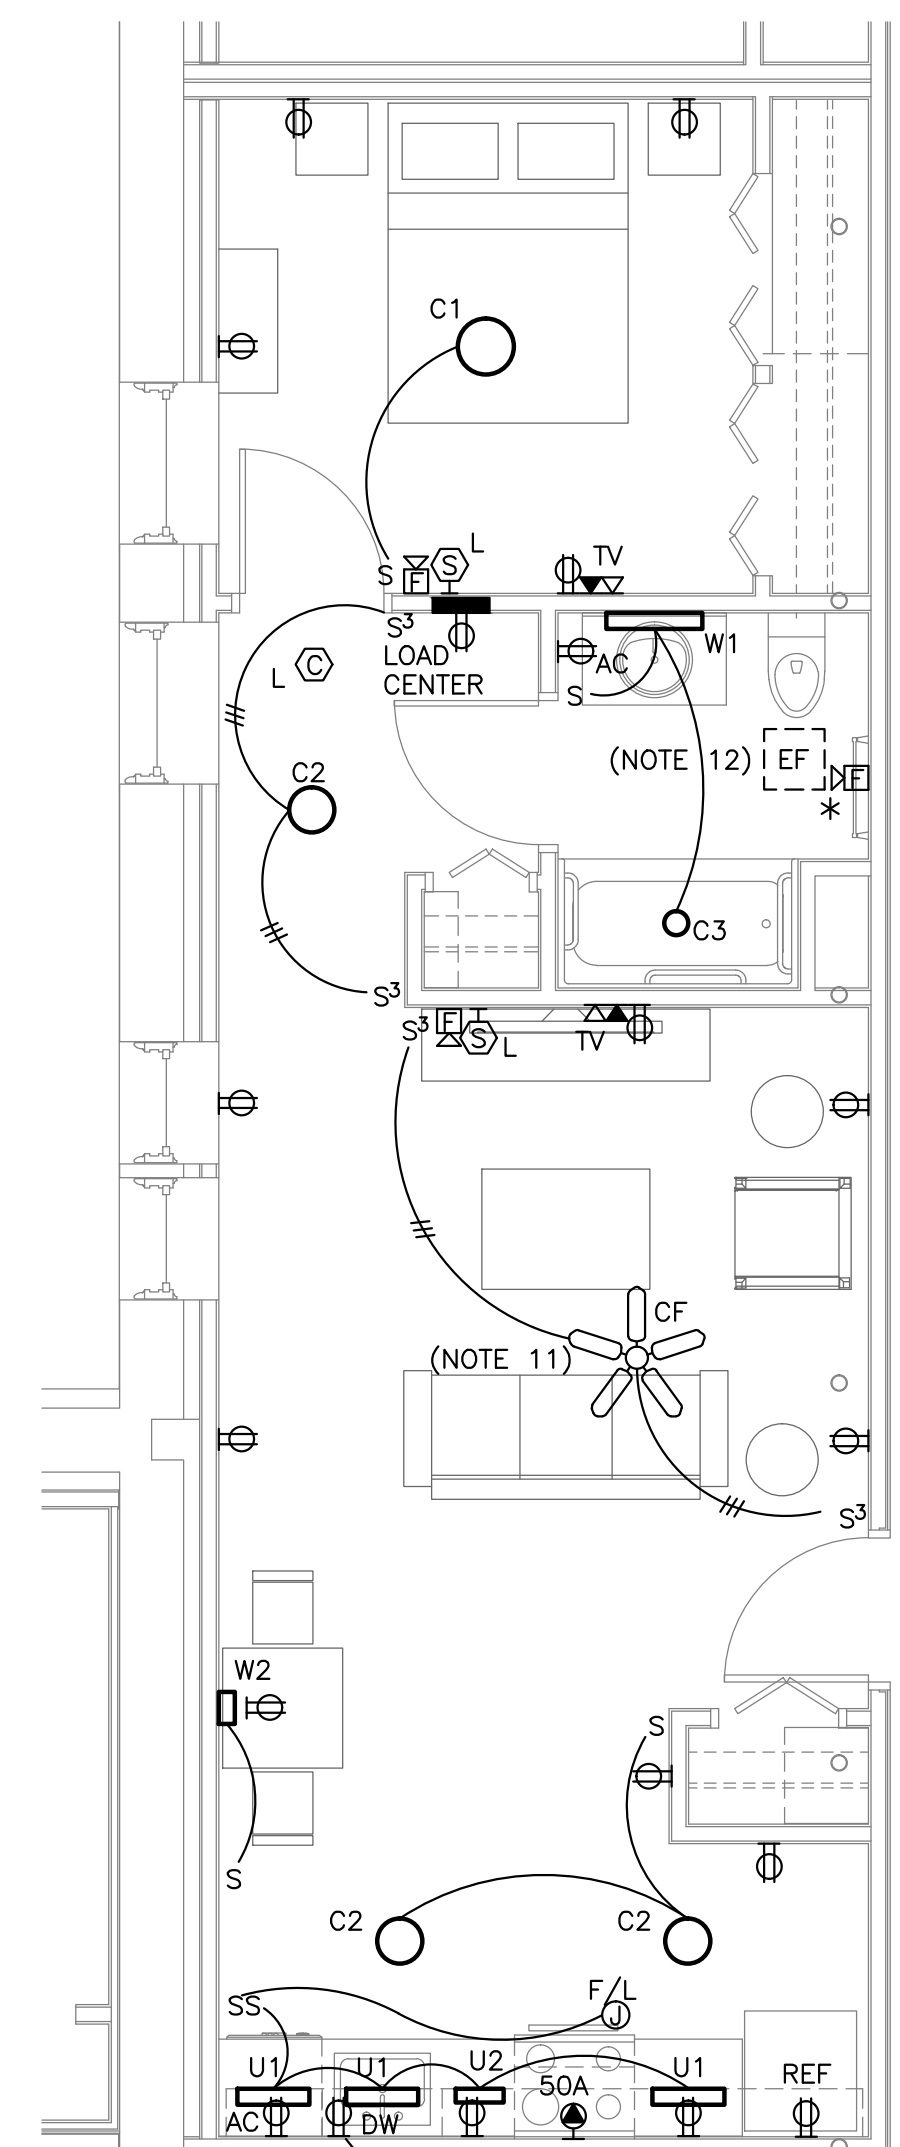 C1
S F S L TV
S3
LOAD
CENTER
L C
AC
W1
S
(NOTE 12) EF
F
*
C2
C3
S3
S3 F S L TV
CF
(NOTE 11)
S3
W2
S
S
C2 C2
SS F/L
J
U1 U1 U2 U1
50A REF
AC DW